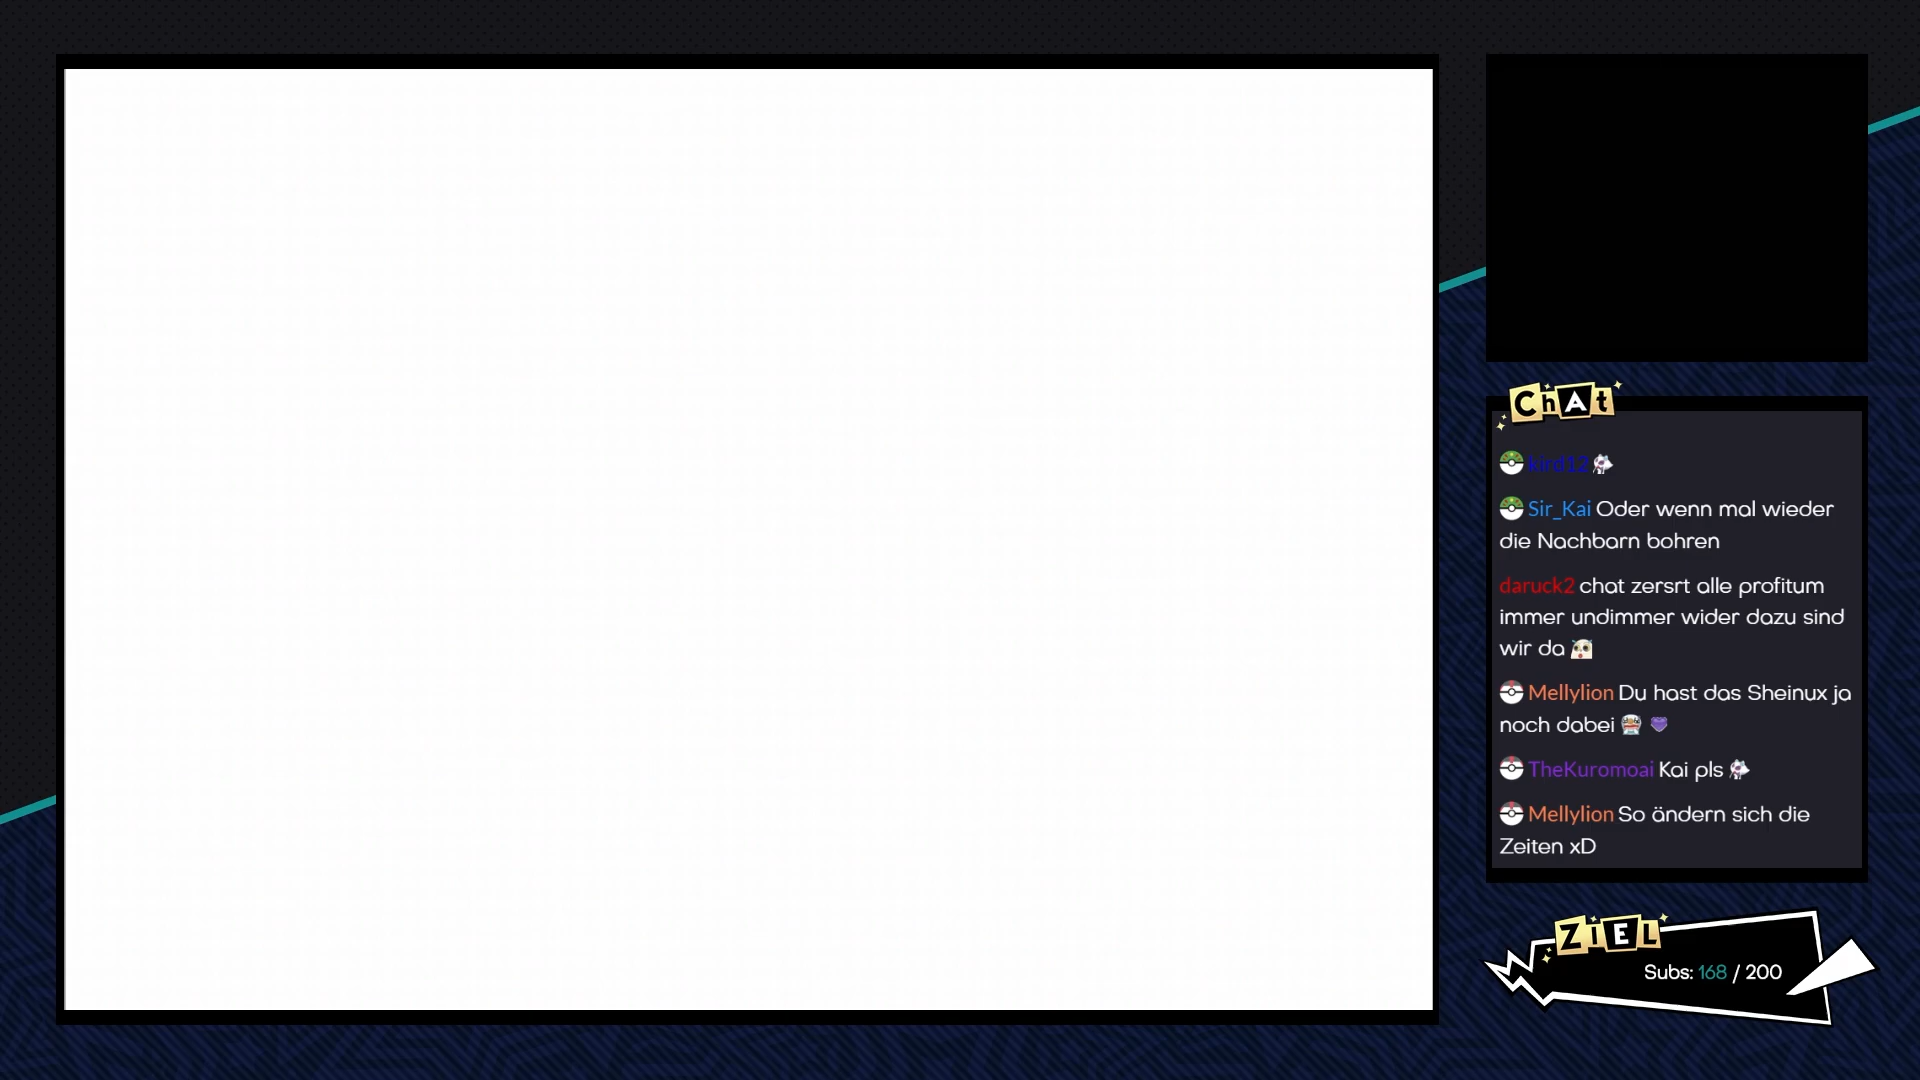 ChAt
kird12
Sir_Kai Oder wenn mal wieder
die Nachbarn bohren
daruck2 chat zersrt alle profitum
immer undimmer wider dazu sind
wir da
Mellylion Du hast das Sheinux ja
noch dabei
TheKuromoai Kai pls
Mellylion So ändern sich die
Zeiten xD
ZiEL
Subs: 168 / 200